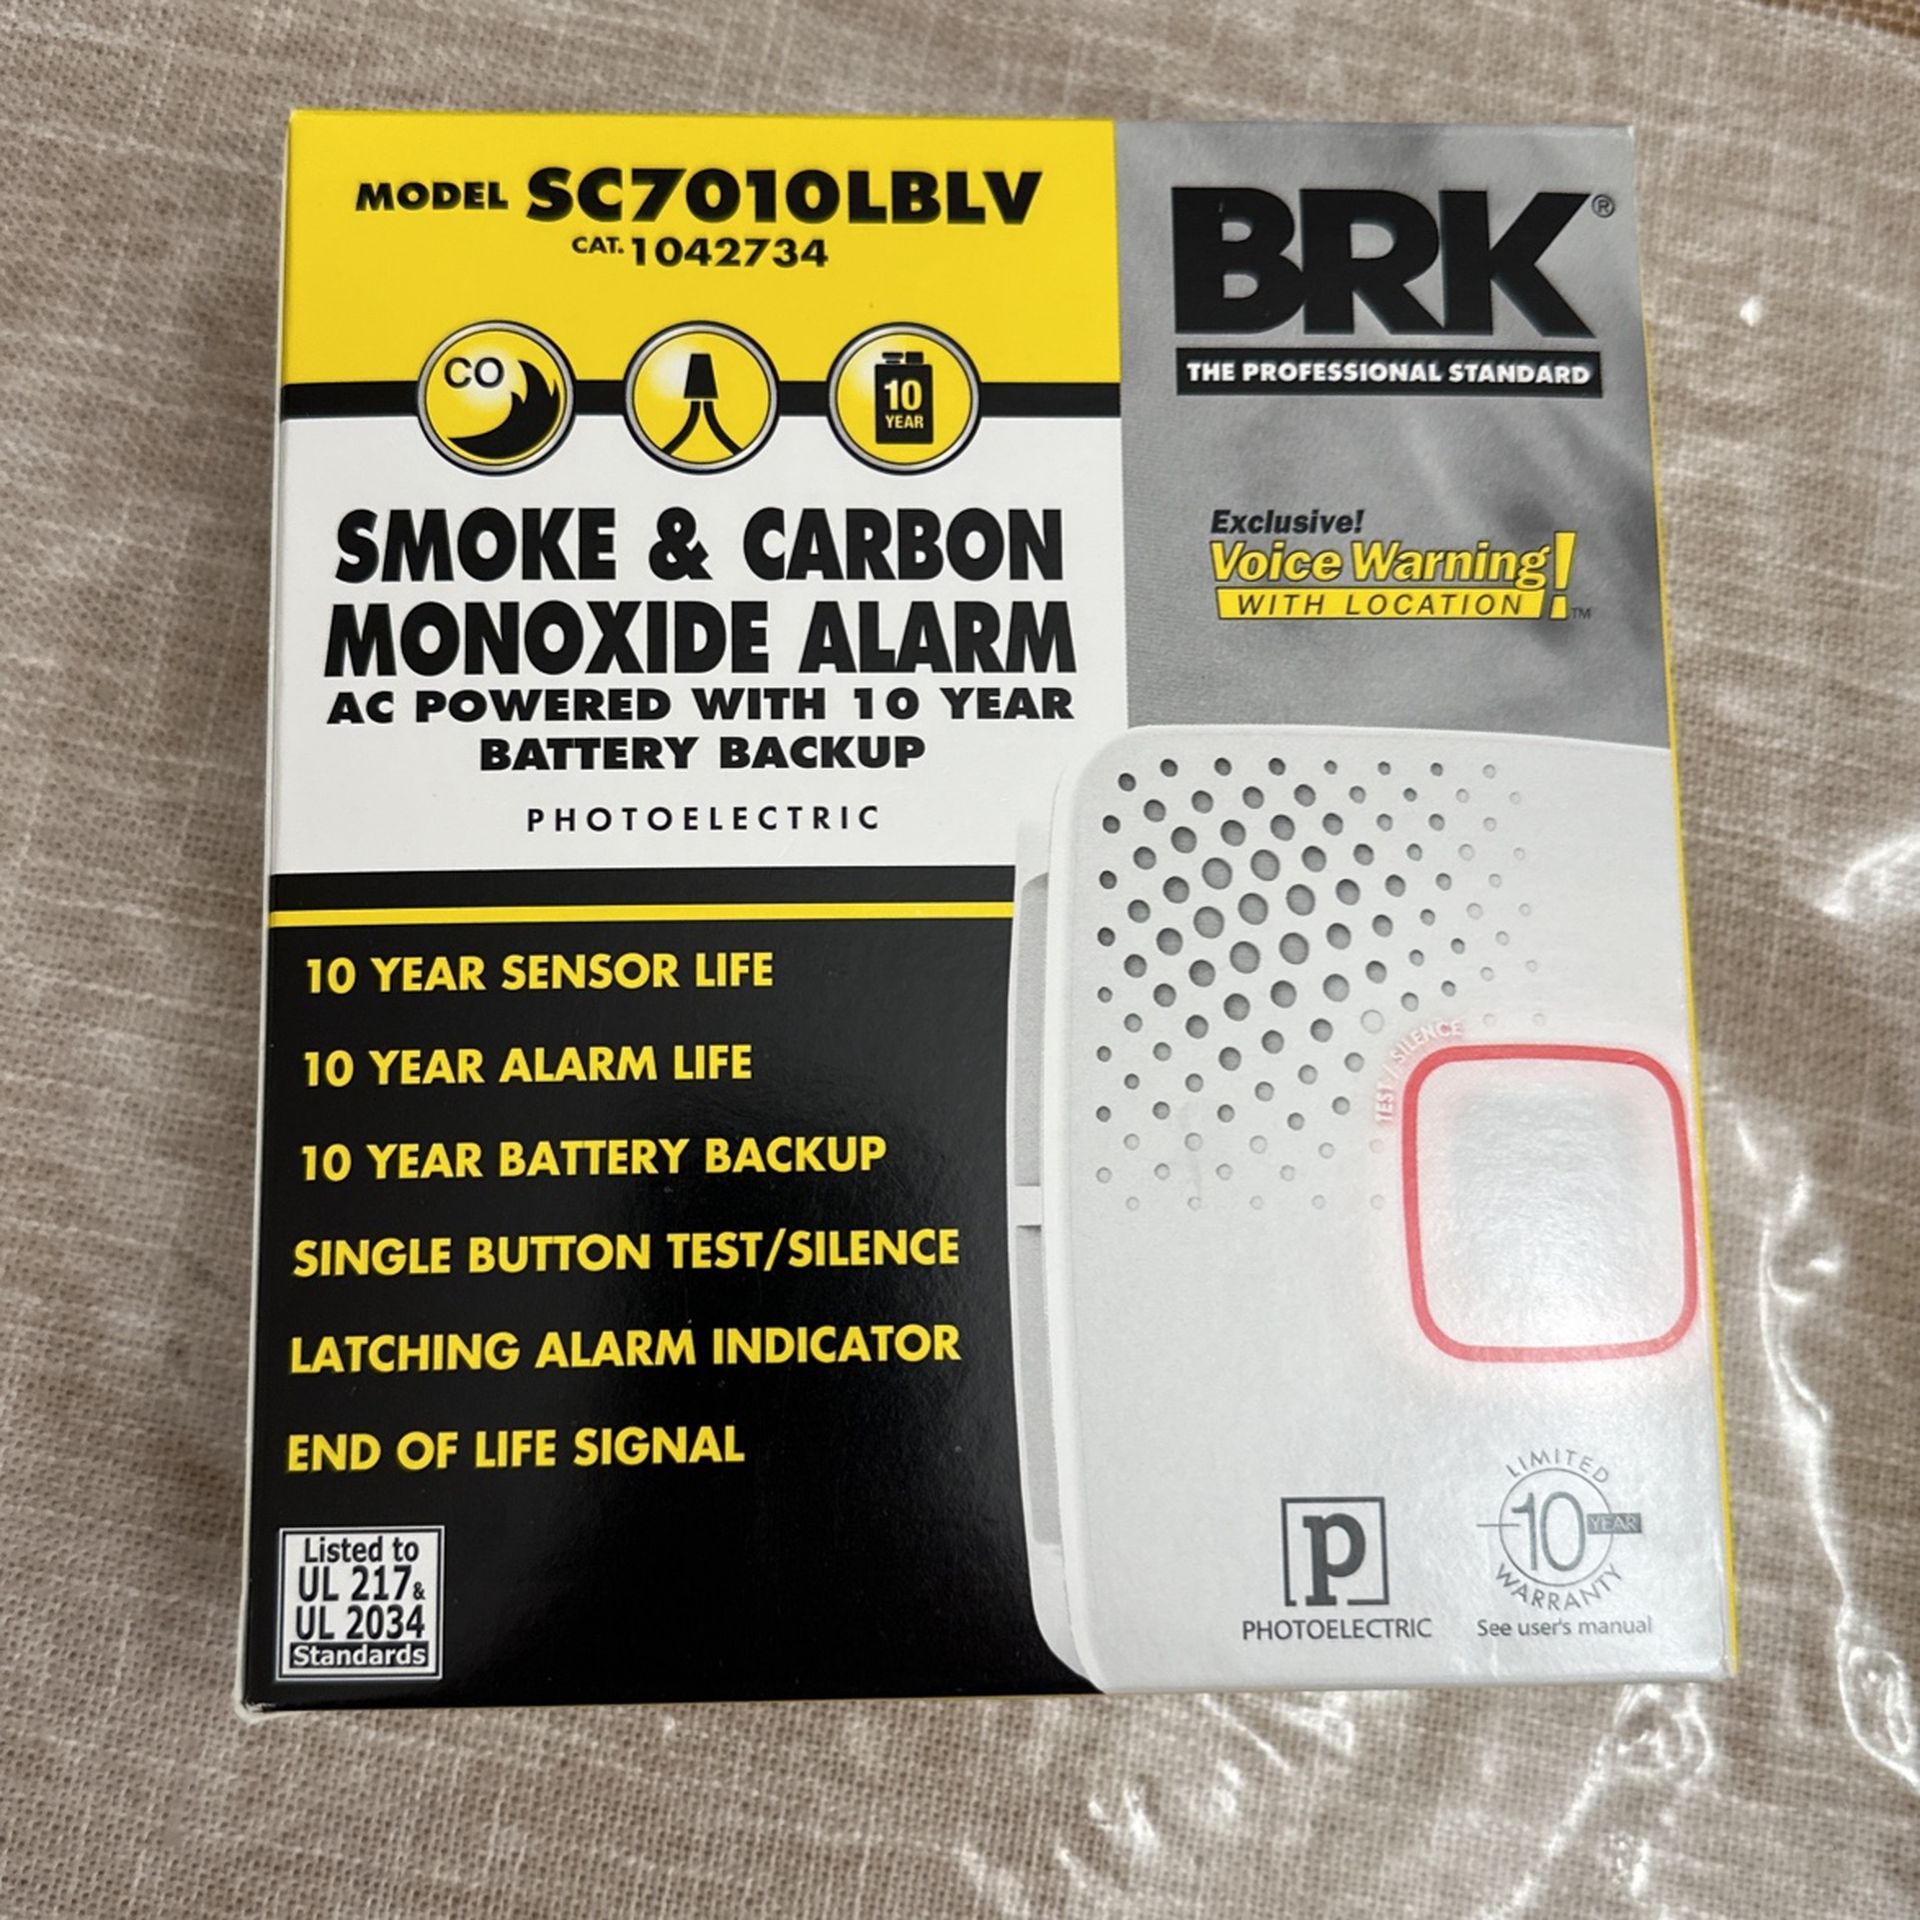 MODEL SC7010LBLV
CAT. 1042734
BRK®
THE PROFESSIONAL STANDARD
CO
10
YEAR
Exclusive!
Voice Warning!
WITH LOCATION ™
SMOKE & CARBON
MONOXIDE ALARM
AC POWERED WITH 10 YEAR
BATTERY BACKUP
PHOTOELECTRIC
10 YEAR SENSOR LIFE
10 YEAR ALARM LIFE
10 YEAR BATTERY BACKUP
SINGLE BUTTON TEST/SILENCE
LATCHING ALARM INDICATOR
END OF LIFE SIGNAL
TEST / SILENCE
Listed to
UL 217 &
UL 2034
Standards
P
PHOTOELECTRIC
LIMITED
10 YEAR
WARRANTY
See user's manual